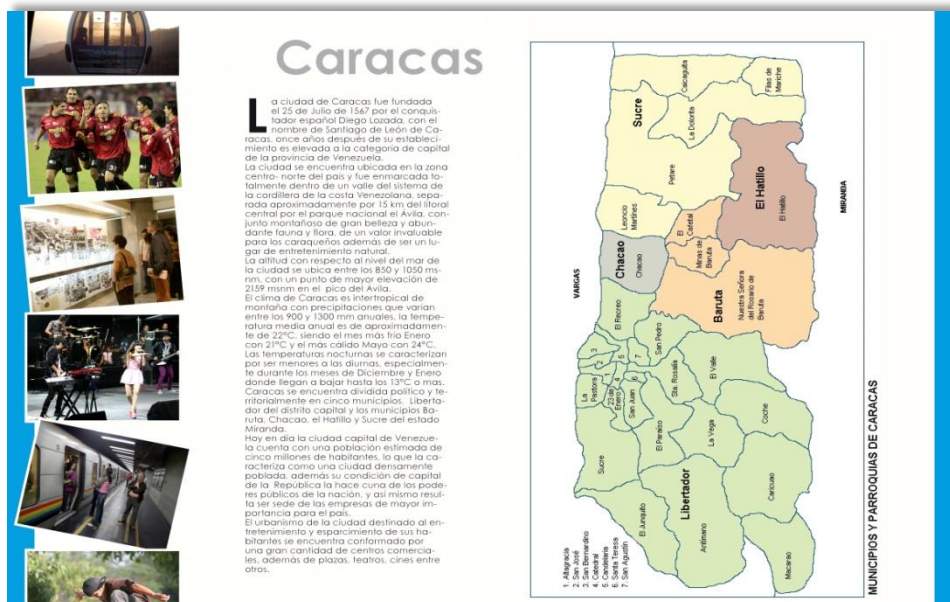 Caracas
La ciudad de Caracas fue fundada
el 25 de Julio de 1567 por el conquis-
tador español Diego Lozada, con el
nombre de Santiago de León de Ca-
racas, once años después de su estableci-
miento es elevada a la categoria de capital
de la provincia de Venezuela.
La ciudad se encuentra ubicada en la zona
centro- norte del país y fue enmarcada to-
talmente dentro de un valle del sistema de
la cordillera de la costa Venezolana, sepa-
rada aproximadamente por 15 km del litoral
central por el parque nacional el Ávila, con-
junto montañoso de gran belleza y abun-
dante fauna y flora, de un valor invaluable
para los caraqueños además de ser un lu-
gar de entretenimiento natural.
La altitud con respecto al nivel del mar de
la ciudad se ubica entre los 850 y 1050 ms-
nm, con un punto de mayor elevación de
2159 msnm en el pico del Ávila.
El clima de Caracas es intertropical de
montaña con precipitaciones que varían
entre los 900 y 1300 mm anuales, la tempe-
ratura media anual es de aproximadamen-
te de 22°C, siendo el mes más frío Enero
con 21°C y el más cálido Mayo con 24°C.
Las temperaturas nocturnas se caracterizan
por ser menores a las diurnas, especialmen-
te durante los meses de Diciembre y Enero
donde llegan a bajar hasta los 13°C o mas.
Caracas se encuentra dividida político y te-
rritorialmente en cinco municipios, Liberta-
dor del distrito capital y los municipios Ba-
ruta, Chacao, el Hatillo y Sucre del estado
Miranda.
Hoy en día la ciudad capital de Venezue-
la cuenta con una población estimada de
cinco millones de habitantes, lo que la ca-
racteriza como una ciudad densamente
poblada, además su condición de capital
de la República la hace cuna de los pode-
res públicos de la nación, y asi mismo resul-
ta ser sede de las empresas de mayor im-
portancia para el país.
El urbanismo de la ciudad destinado al en-
tretenimiento y esparcimiento de sus ha-
bitantes se encuentra conformado por
una gran cantidad de centros comercia-
les, además de plazas, teatros, cines entre
otros.
MUNICIPIOS Y PARROQUIAS DE CARACAS
VARGAS
MIRANDA
Sucre
Caucaguita
Filas de
Mariche
La Dolorita
Petare
Leoncio
Martínez
El Hatillo
El Hatillo
Chacao
Chacao
El
Cafetal
Minas de
Baruta
Baruta
Nuestra Señora
del Rosario de
Baruta
El Recreo
San Pedro
La
Pastora
23 de
Enero
San Juan
Sta. Rosalía
El Valle
Sucre
El Paraíso
La Vega
Coche
Libertador
El Junquito
Antímano
Caricuao
Macarao
1
2
3
4
5
6
7
1. Altagracia
2. San José
3. San Bernardino
4. Catedral
5. Candelaria
6. Santa Teresa
7. San Agustín